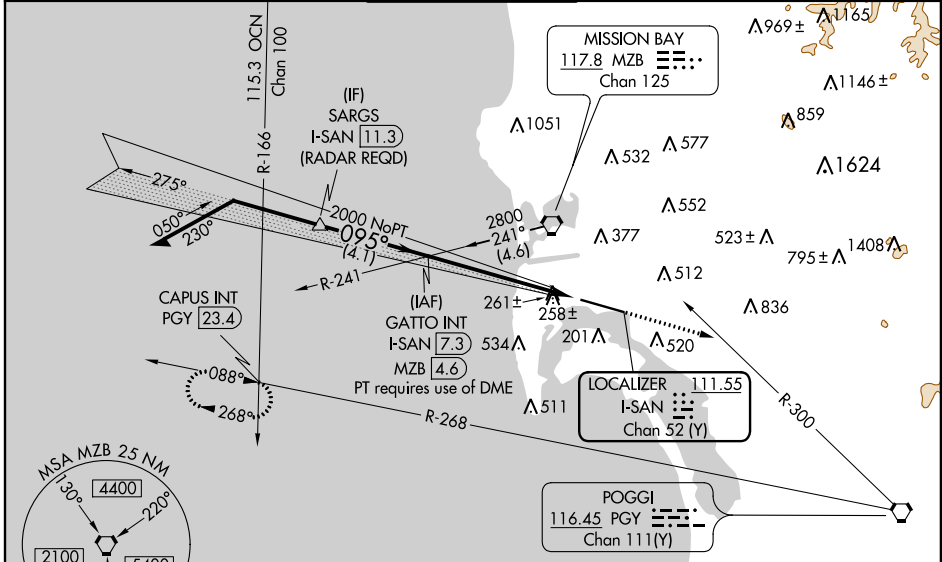 115.3 OCN
Chan 100
R-166
(IF)
SARGS
I-SAN 11.3
(RADAR REQD)
MISSION BAY
117.8 MZB
Chan 125
969±
1165
1146±
859
1051
577
532
1624
552
377
523±
795±
1408
512
836
275°
050°
230°
2000 NoPT
095°
(4.1)
2800
241°
(4.6)
R-241
(IAF)
GATTO INT
I-SAN 7.3
MZB 4.6
PT requires use of DME
261±
258±
534
201
520
511
CAPUS INT
PGY 23.4
088°
268°
R-268
LOCALIZER 111.55
I-SAN
Chan 52 (Y)
R-300
POGGI
116.45 PGY
Chan 111(Y)
MSA MZB 25 NM
130°
4400
220°
2100